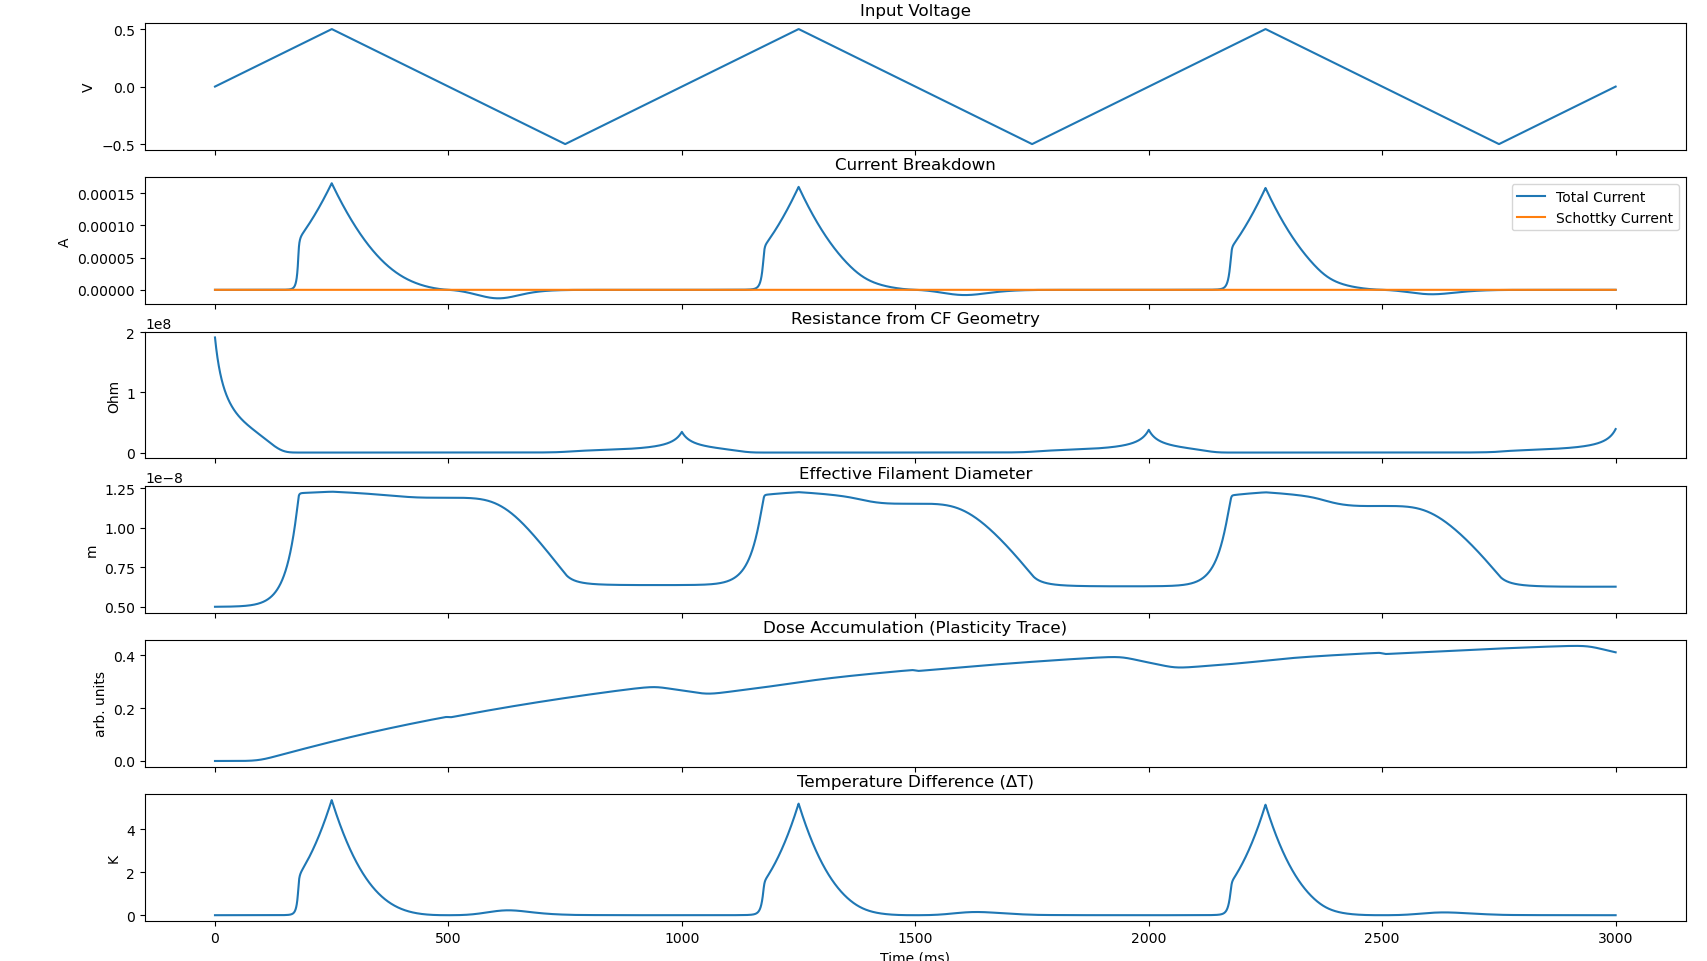 Input Voltage
0.5
0.0
−0.5
V
Current Breakdown
0.00015
0.00010
0.00005
0.00000
A
Total Current
Schottky Current
Resistance from CF Geometry
1e8
2
1
0
Ohm
Effective Filament Diameter
1e−8
1.25
1.00
0.75
0.50
m
Dose Accumulation (Plasticity Trace)
0.4
0.2
0.0
arb. units
Temperature Difference (ΔT)
4
2
0
K
0 500 1000 1500 2000 2500 3000
Time (ms)